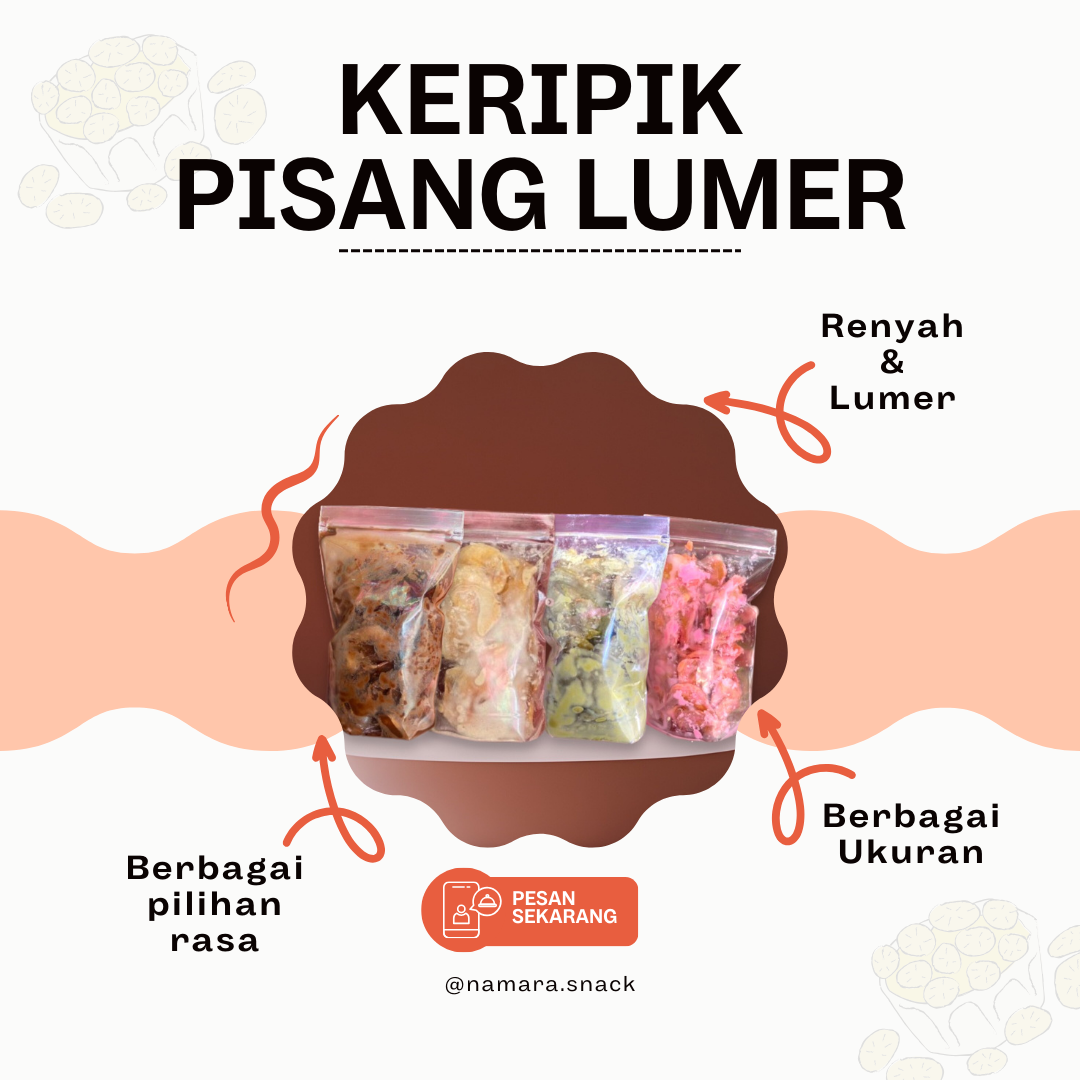 KERIPIK
PISANG LUMER
Renyah
&
Lumer
Berbagai
Ukuran
Berbagai
pilihan
rasa
PESAN
SEKARANG
@namara.snack